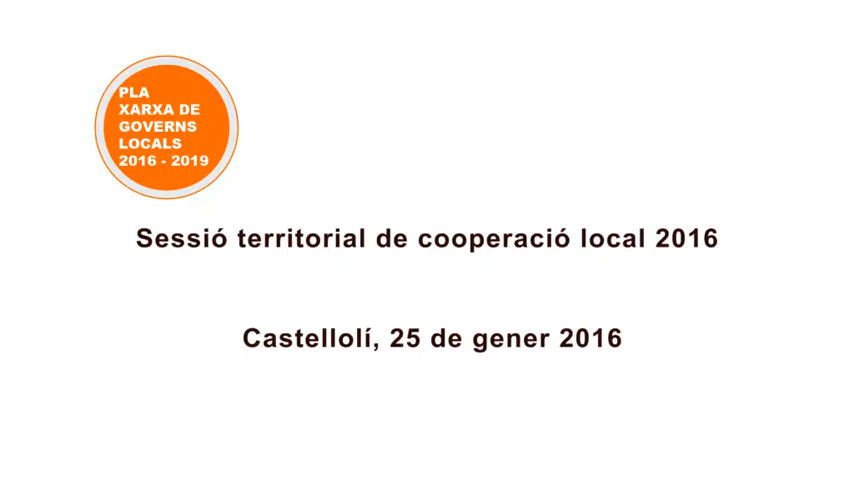 PLA
XARXA DE
GOVERNS
LOCALS
2016 - 2019
Sessió territorial de cooperació local 2016
Castellolí, 25 de gener 2016